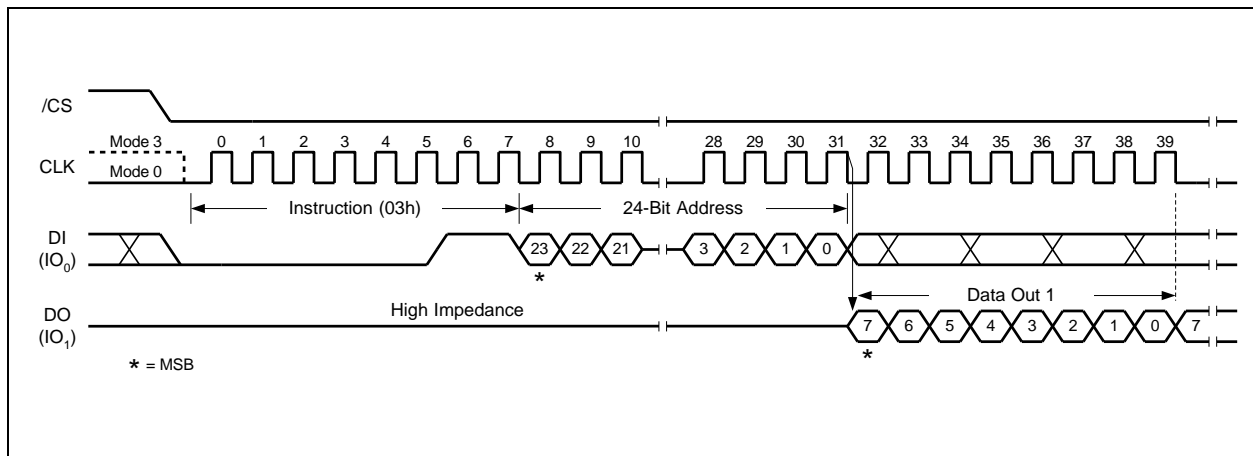 /CS
Mode 3
0 1 2 3 4 5 6 7 8 9 10 28 29 30 31 32 33 34 35 36 37 38 39
CLK
Mode 0
Instruction (03h)
24-Bit Address
DI
(IO0)
23 22 21 3 2 1 0
*
Data Out 1
High Impedance
DO
(IO1)
7 6 5 4 3 2 1 0 7
*
* = MSB